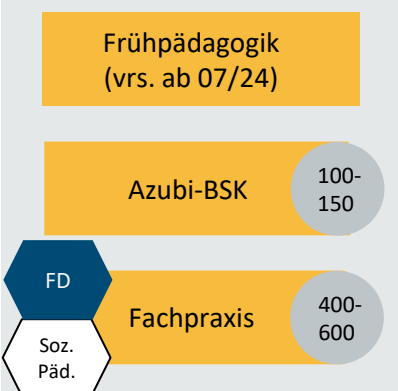 Frühpädagogik
(vrs. ab 07/24)
Azubi-BSK
100-
150
FD
Fachpraxis
400-
600
Soz.
Päd.